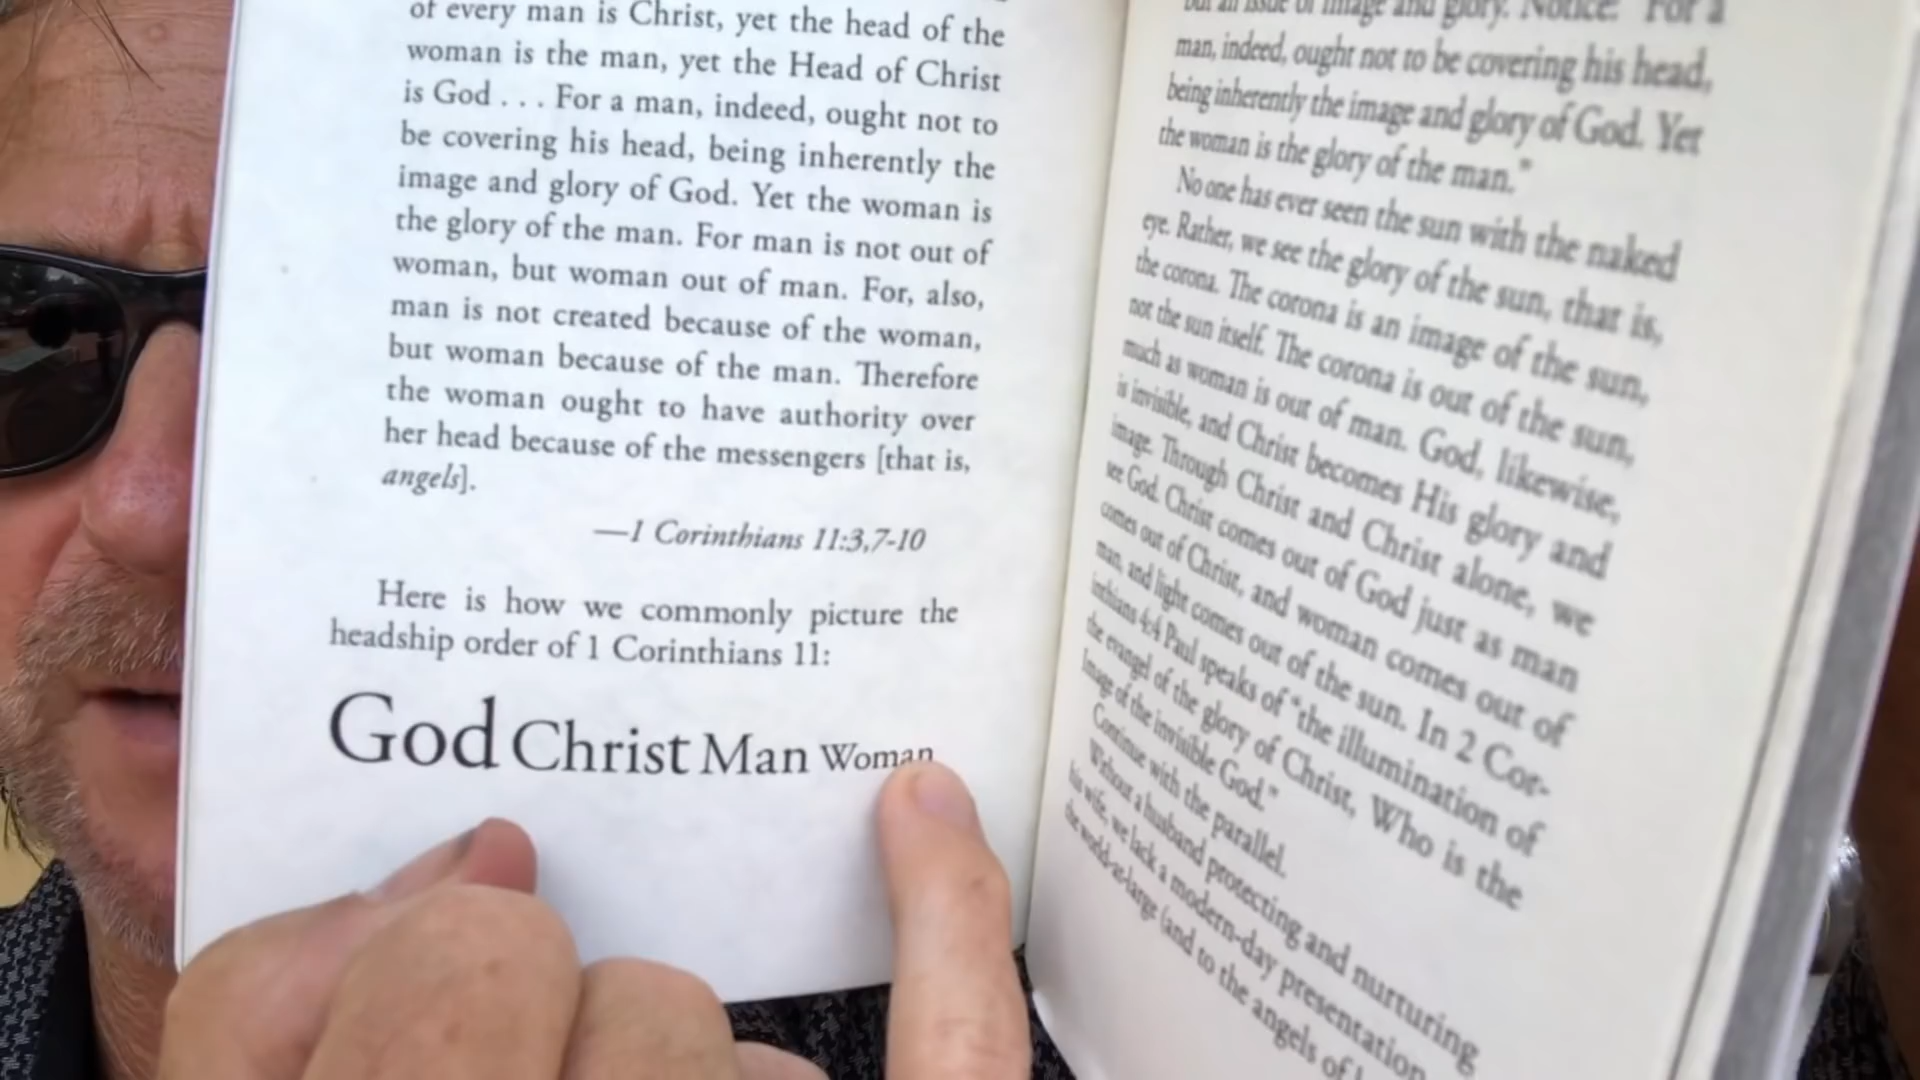 of every man is Christ, yet the head of the
woman is the man, yet the Head of Christ
is God . . . For a man, indeed, ought not to
be covering his head, being inherently the
image and glory of God. Yet the woman is
the glory of the man. For man is not out of
woman, but woman out of man. For, also,
man is not created because of the woman,
but woman because of the man. Therefore
the woman ought to have authority over
her head because of the messengers [that is,
angels].
—1 Corinthians 11:3,7-10
Here is how we commonly picture the
headship order of 1 Corinthians 11:
God Christ Man Woman
but an issue of image and glory. Notice: "For a
man, indeed, ought not to be covering his head,
being inherently the image and glory of God. Yet
the woman is the glory of the man."
No one has ever seen the sun with the naked
eye. Rather, we see the glory of the sun, that is,
the corona. The corona is an image of the sun,
not the sun itself. The corona is out of the sun,
much as woman is out of man. God, likewise,
is invisible, and Christ becomes His glory and
image. Through Christ and Christ alone, we
see God. Christ comes out of God just as man
comes out of Christ, and woman comes out of
man, and light comes out of the sun. In 2 Cor-
inthians 4:4 Paul speaks of "the illumination of
the evangel of the glory of Christ, Who is the
Image of the invisible God."
Continue with the parallel.
Without a husband protecting and nurturing
his wife, we lack a modern-day presentation
the world-at-large (and to the angels of